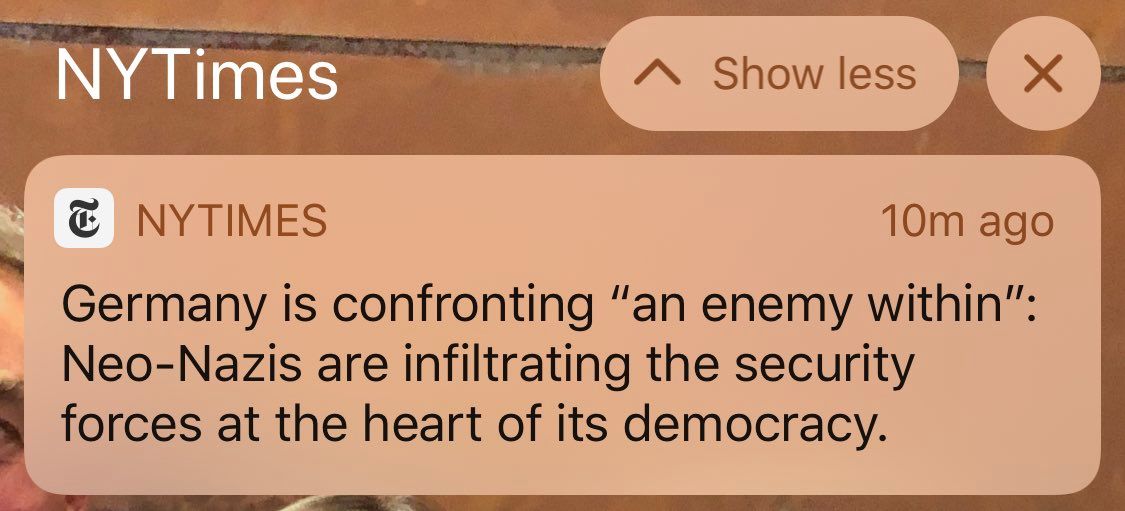 NYTimes
Show less
NYTIMES
10m ago
Germany is confronting “an enemy within”:
Neo-Nazis are infiltrating the security
forces at the heart of its democracy.